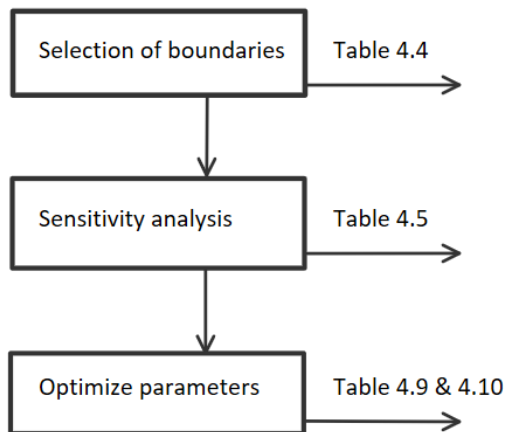 Selection of boundaries
Table 4.4
Sensitivity analysis
Table 4.5
Optimize parameters
Table 4.9 & 4.10